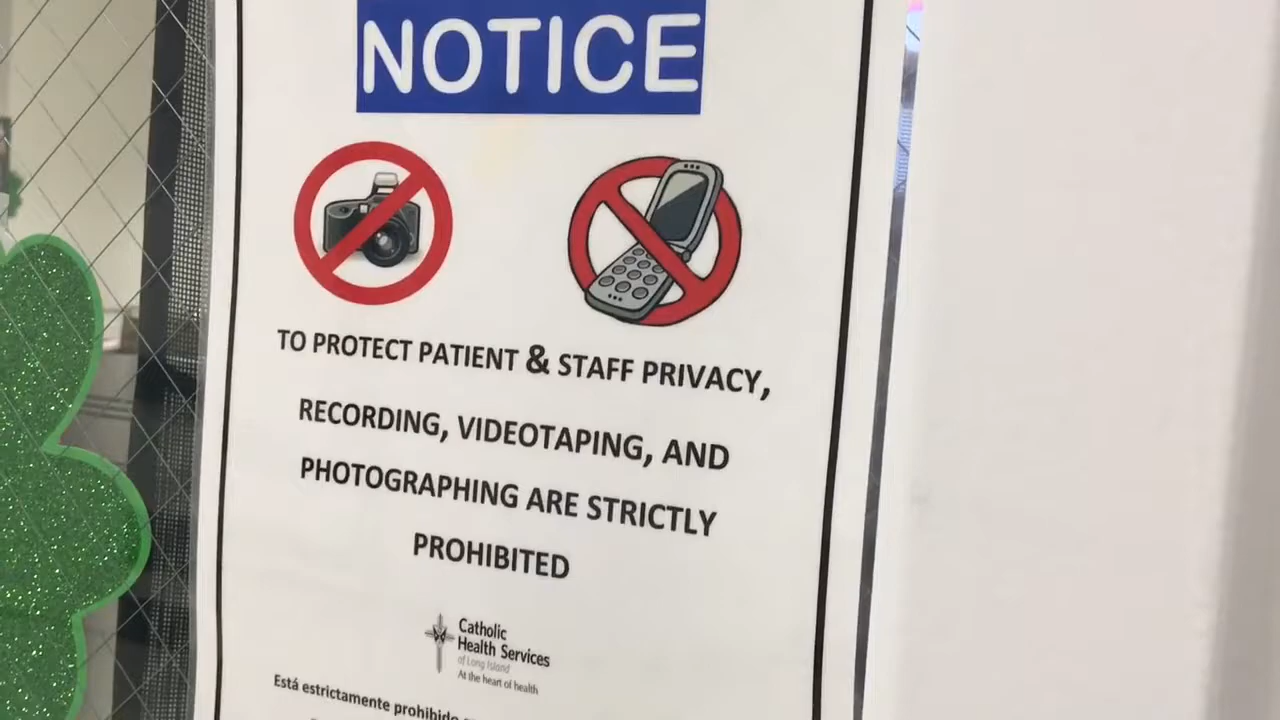 NOTICE
TO PROTECT PATIENT & STAFF PRIVACY,
RECORDING, VIDEOTAPING, AND
PHOTOGRAPHING ARE STRICTLY
PROHIBITED
Catholic
Health Services
of Long Island
At the heart of health
Está estrictamente prohibido